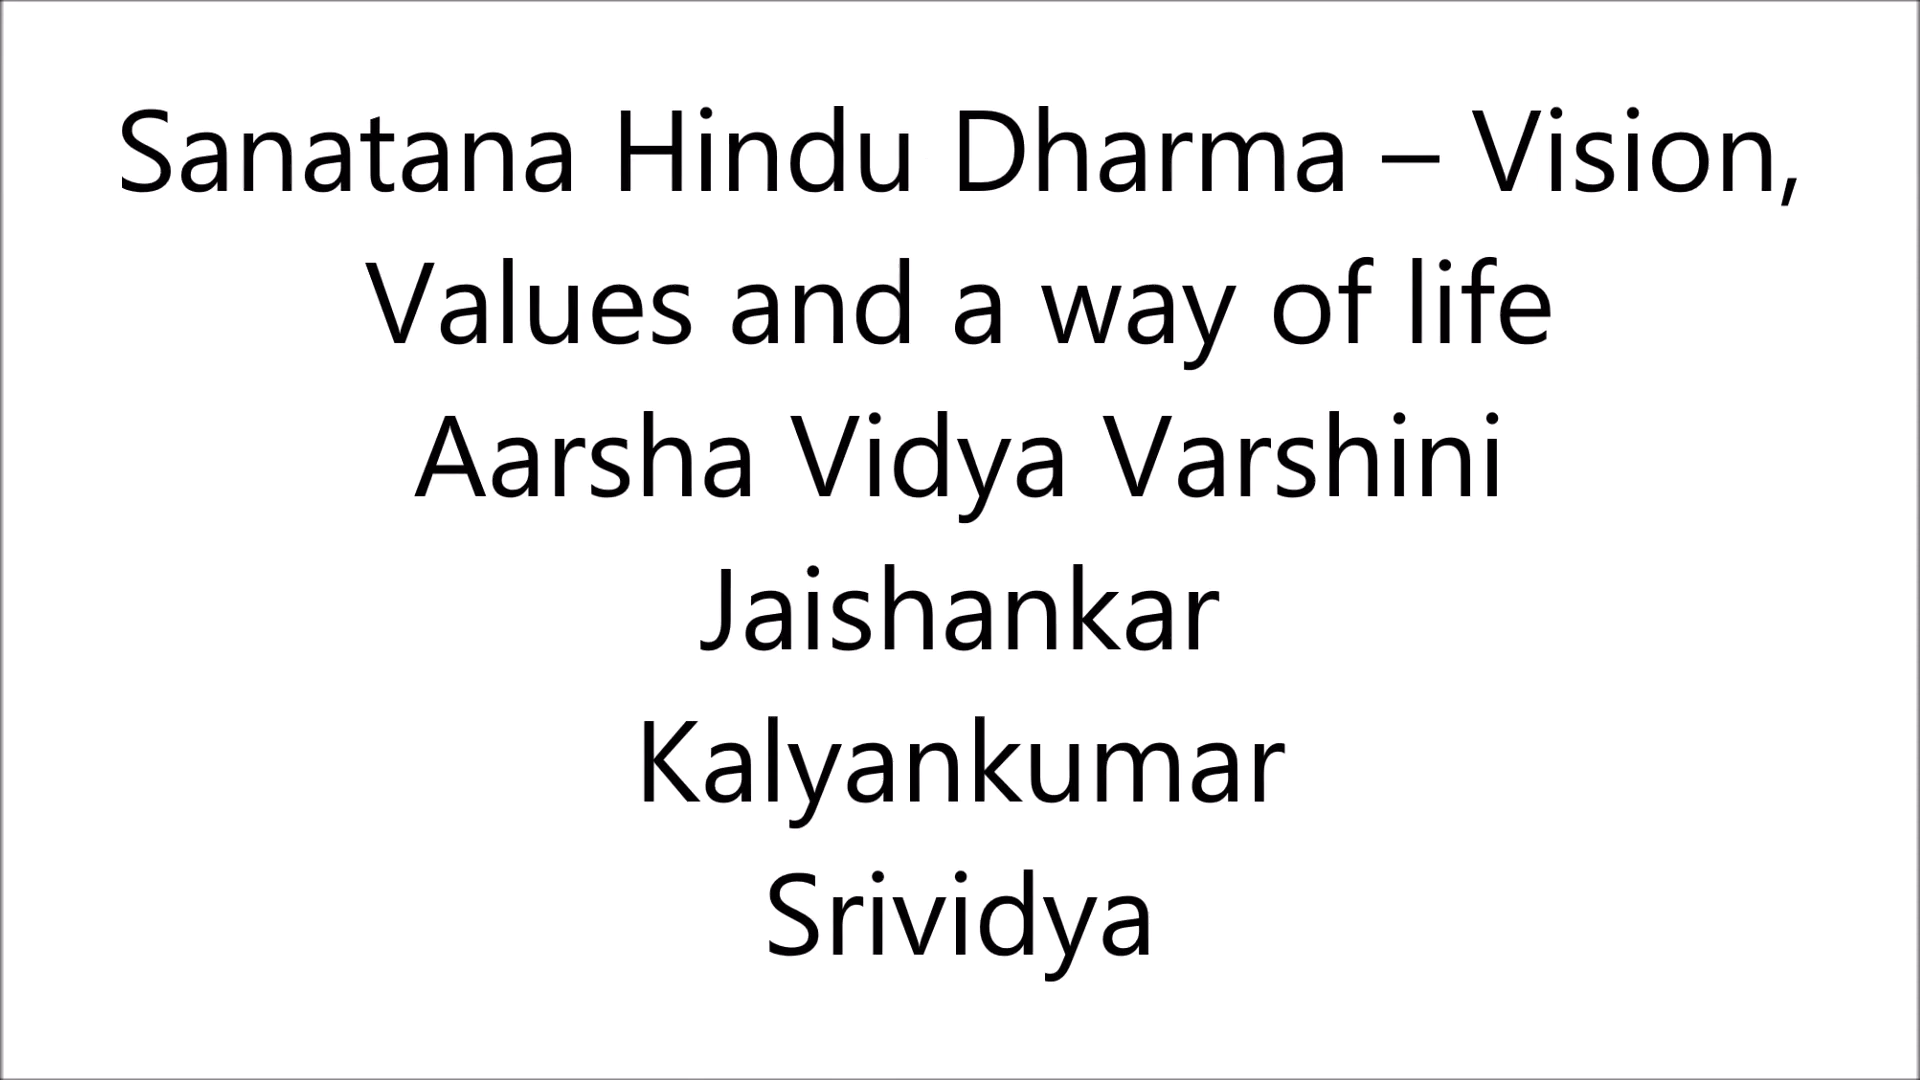 Sanatana Hindu Dharma – Vision,
Values and a way of life
Aarsha Vidya Varshini
Jaishankar
Kalyankumar
Srividya